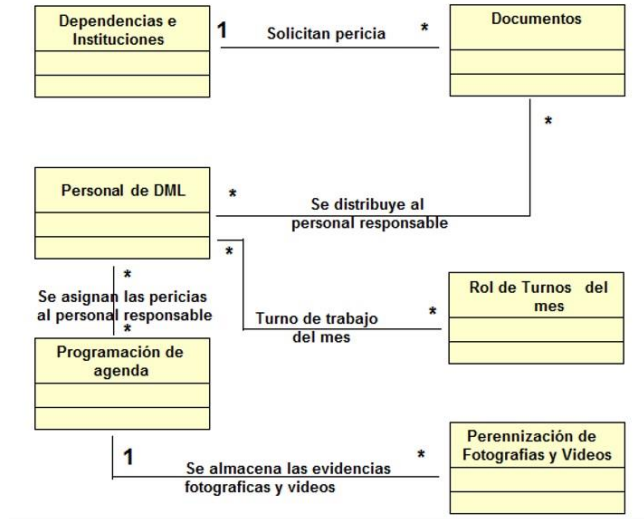 Dependencias e
Instituciones
1
Solicitan pericia
*
Documentos
*
Personal de DML
*
Se distribuye al
personal responsable
*
*
Se asignan las pericias
al personal responsable
*
Turno de trabajo
del mes
*
Rol de Turnos del
mes
Programación de
agenda
1
Se almacena las evidencias
fotograficas y videos
*
Perennización de
Fotografias y Videos